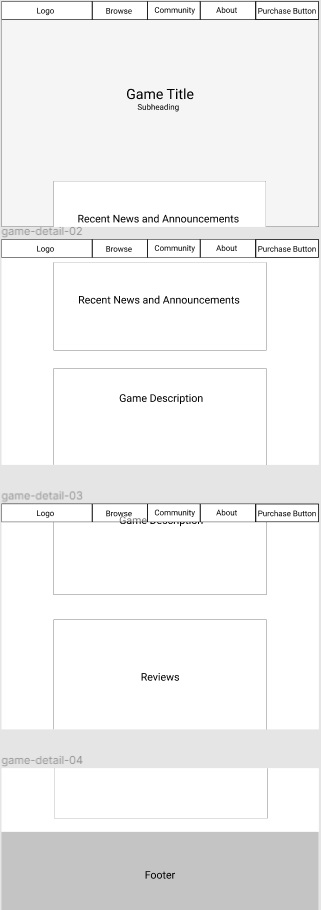 Logo Browse Community About Purchase Button
Game Title
Subheading
Recent News and Announcements
game-detail-02
Logo Browse Community About Purchase Button
Recent News and Announcements
Game Description
game-detail-03
Logo Browse Community About Purchase Button
Game Description
Reviews
game-detail-04
Footer